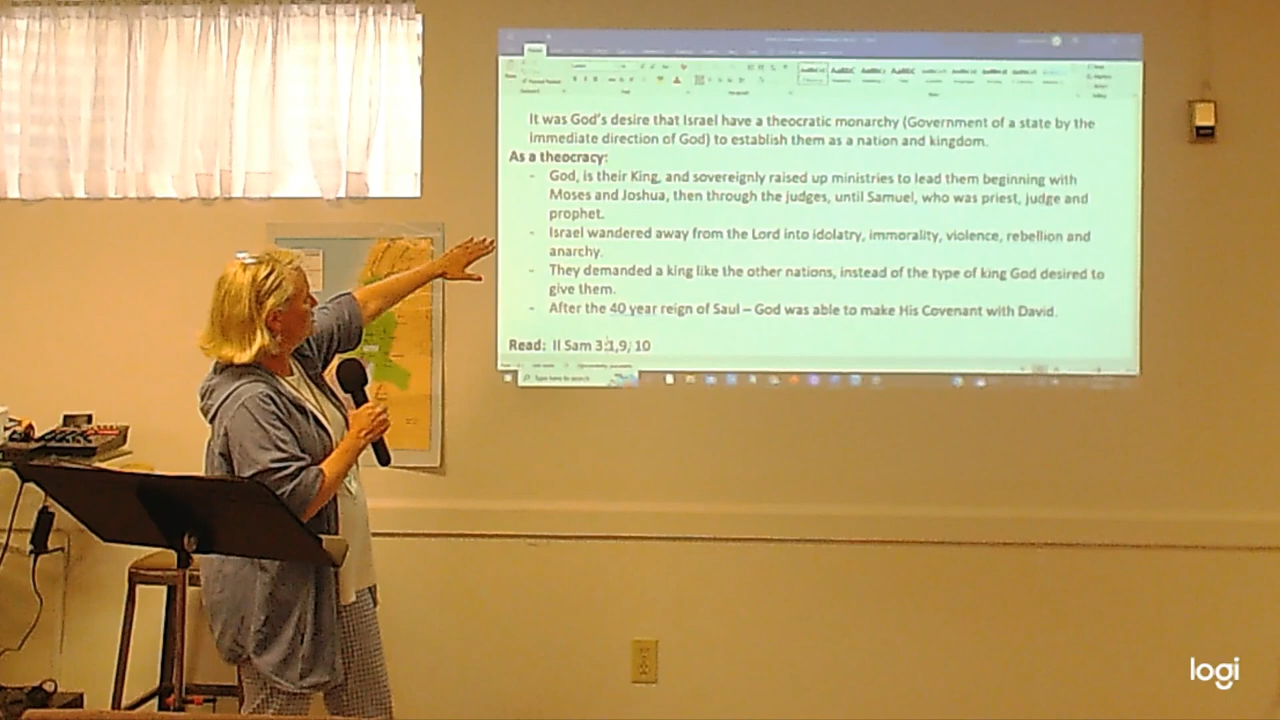 It was God's desire that Israel have a theocratic monarchy (Government of a state by the
immediate direction of God) to establish them as a nation and kingdom.
As a theocracy:
- God, is their King, and sovereignly raised up ministries to lead them beginning with
Moses and Joshua, then through the judges, until Samuel, who was priest, judge and
prophet.
- Israel wandered away from the Lord into idolatry, immorality, violence, rebellion and
anarchy.
- They demanded a king like the other nations, instead of the type of king God desired to
give them.
- After the 40 year reign of Saul – God was able to make His Covenant with David.
Read: II Sam 3:1,9, 10
Type here to search
logi